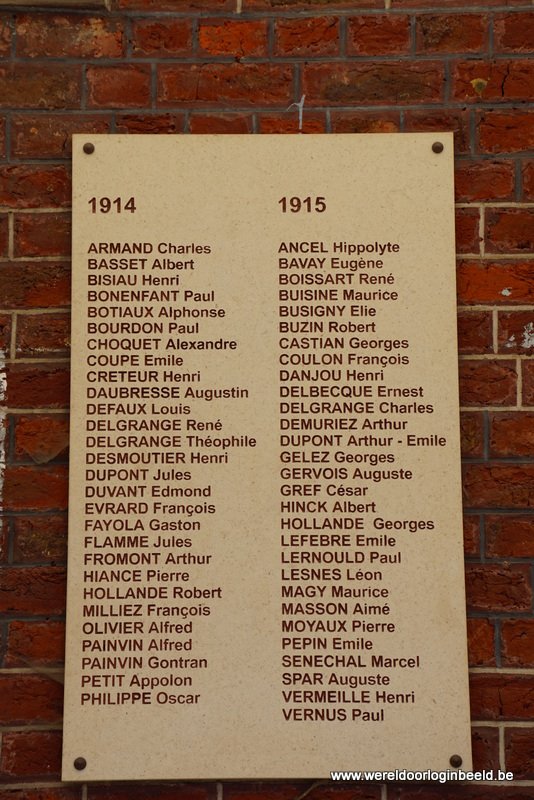 1914
ARMAND Charles
BASSET Albert
BISIAU Henri
BONENFANT Paul
BOTIAUX Alphonse
BOURDON Paul
CHOQUET Alexandre
COUPE Emile
CRETEUR Henri
DAUBRESSE Augustin
DEFAUX Louis
DELGRANGE René
DELGRANGE Théophile
DESMOUTIER Henri
DUPONT Jules
DUVANT Edmond
EVRARD François
FAYOLA Gaston
FLAMME Jules
FROMONT Arthur
HIANCE Pierre
HOLLANDE Robert
MILLIEZ François
OLIVIER Alfred
PAINVIN Alfred
PAINVIN Gontran
PETIT Appolon
PHILIPPE Oscar
1915
ANCEL Hippolyte
BAVAY Eugène
BOISSART René
BUISINE Maurice
BUSIGNY Elie
BUZIN Robert
CASTIAN Georges
COULON François
DANJOU Henri
DELBECQUE Ernest
DELGRANGE Charles
DEMURIEZ Arthur
DUPONT Arthur - Emile
GELEZ Georges
GERVOIS Auguste
GREF César
HINCK Albert
HOLLANDE Georges
LEFEBRE Emile
LERNOULD Paul
LESNES Léon
MAGY Maurice
MASSON Aimé
MOYAUX Pierre
PEPIN Emile
SENECHAL Marcel
SPAR Auguste
VERMEILLE Henri
VERNUS Paul
www.wereldoorloginbeeld.be